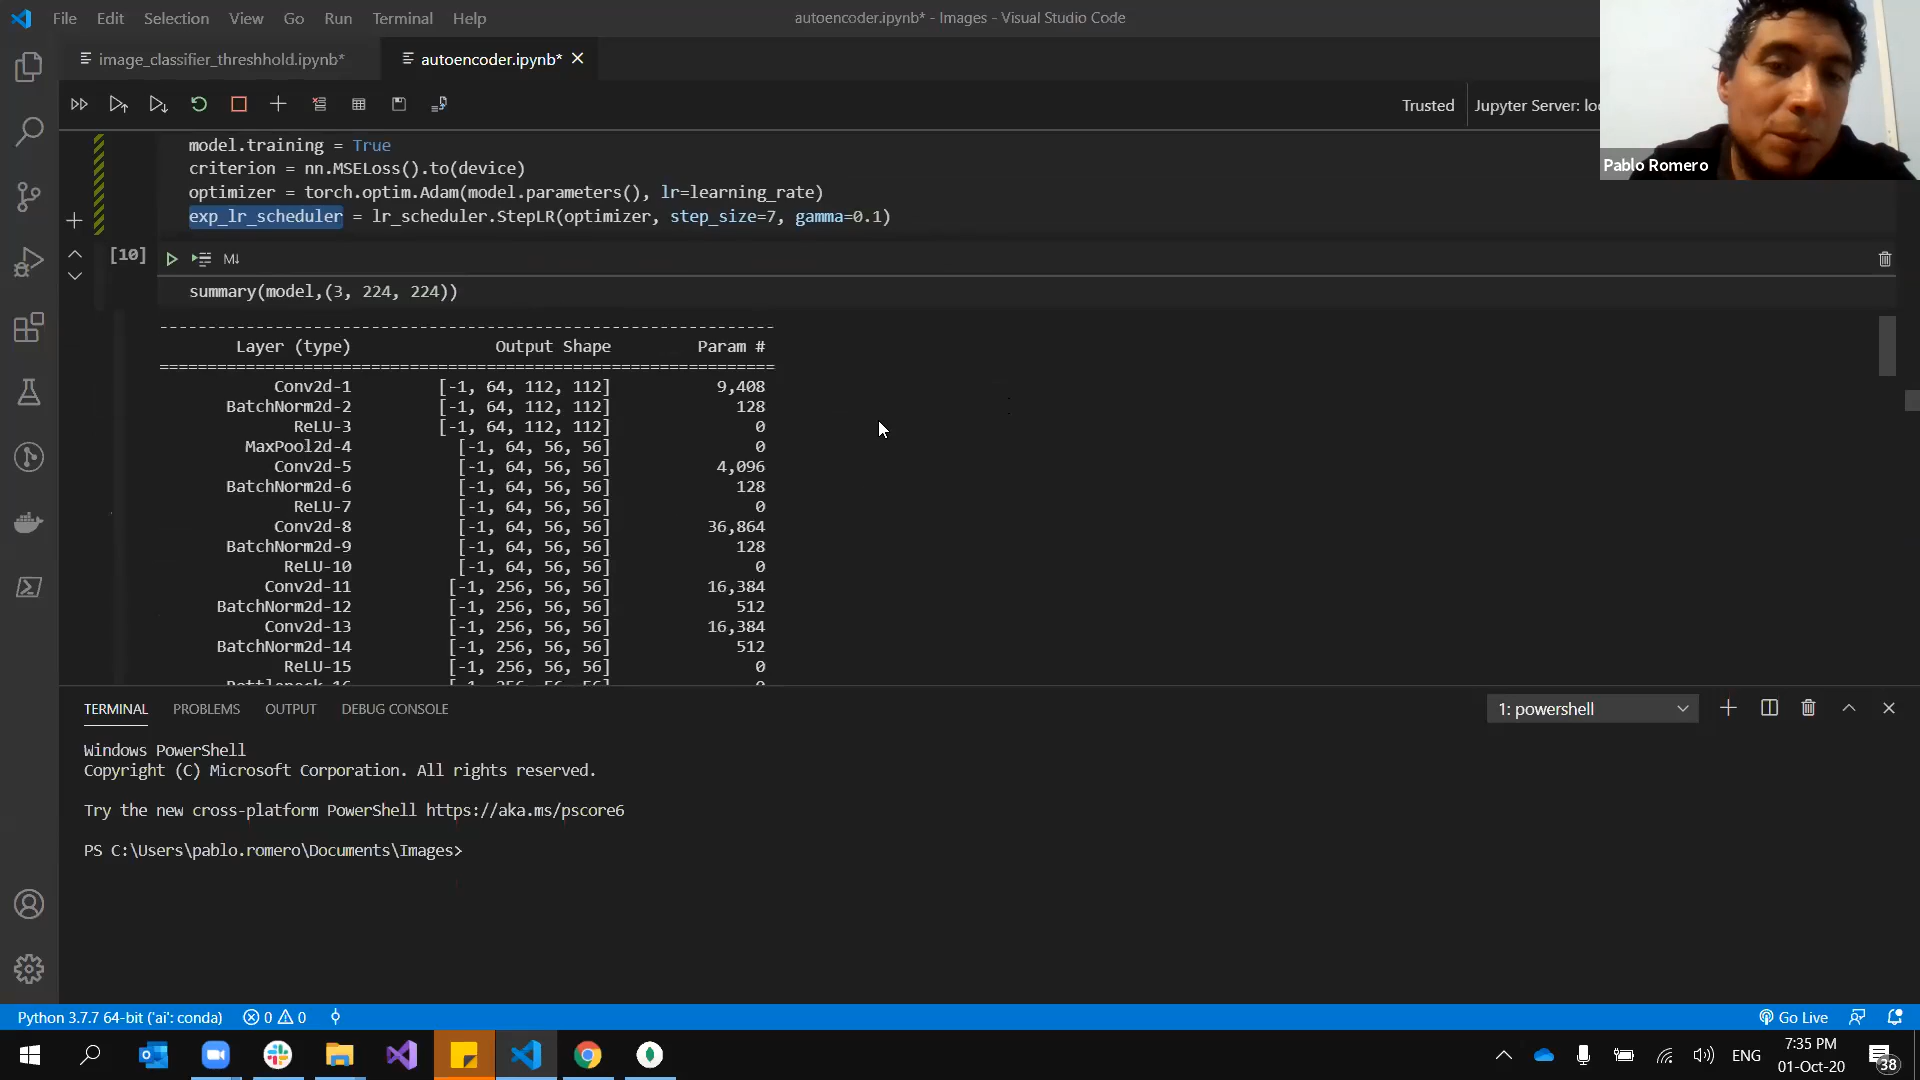 File Edit Selection View Go Run Terminal Help
autoencoder.ipynb* - Images - Visual Studio Code
image_classifier_threshhold.ipynb*
autoencoder.ipynb*
Trusted
Jupyter Server: loc
Pablo Romero
model.training = True
criterion = nn.MSELoss().to(device)
optimizer = torch.optim.Adam(model.parameters(), lr=learning_rate)
exp_lr_scheduler = lr_scheduler.StepLR(optimizer, step_size=7, gamma=0.1)
[10]
M↓
summary(model,(3, 224, 224))
----------------------------------------------------------------
Layer (type) Output Shape Param #
================================================================
Conv2d-1 [-1, 64, 112, 112] 9,408
BatchNorm2d-2 [-1, 64, 112, 112] 128
ReLU-3 [-1, 64, 112, 112] 0
MaxPool2d-4 [-1, 64, 56, 56] 0
Conv2d-5 [-1, 64, 56, 56] 4,096
BatchNorm2d-6 [-1, 64, 56, 56] 128
ReLU-7 [-1, 64, 56, 56] 0
Conv2d-8 [-1, 64, 56, 56] 36,864
BatchNorm2d-9 [-1, 64, 56, 56] 128
ReLU-10 [-1, 64, 56, 56] 0
Conv2d-11 [-1, 256, 56, 56] 16,384
BatchNorm2d-12 [-1, 256, 56, 56] 512
Conv2d-13 [-1, 256, 56, 56] 16,384
BatchNorm2d-14 [-1, 256, 56, 56] 512
ReLU-15 [-1, 256, 56, 56] 0
TERMINAL PROBLEMS OUTPUT DEBUG CONSOLE
1: powershell
Windows PowerShell
Copyright (C) Microsoft Corporation. All rights reserved.
Try the new cross-platform PowerShell https://aka.ms/pscore6
PS C:\Users\pablo.romero\Documents\Images>
Python 3.7.7 64-bit ('ai': conda) 0 0
Go Live
ENG
7:35 PM
01-Oct-20
38